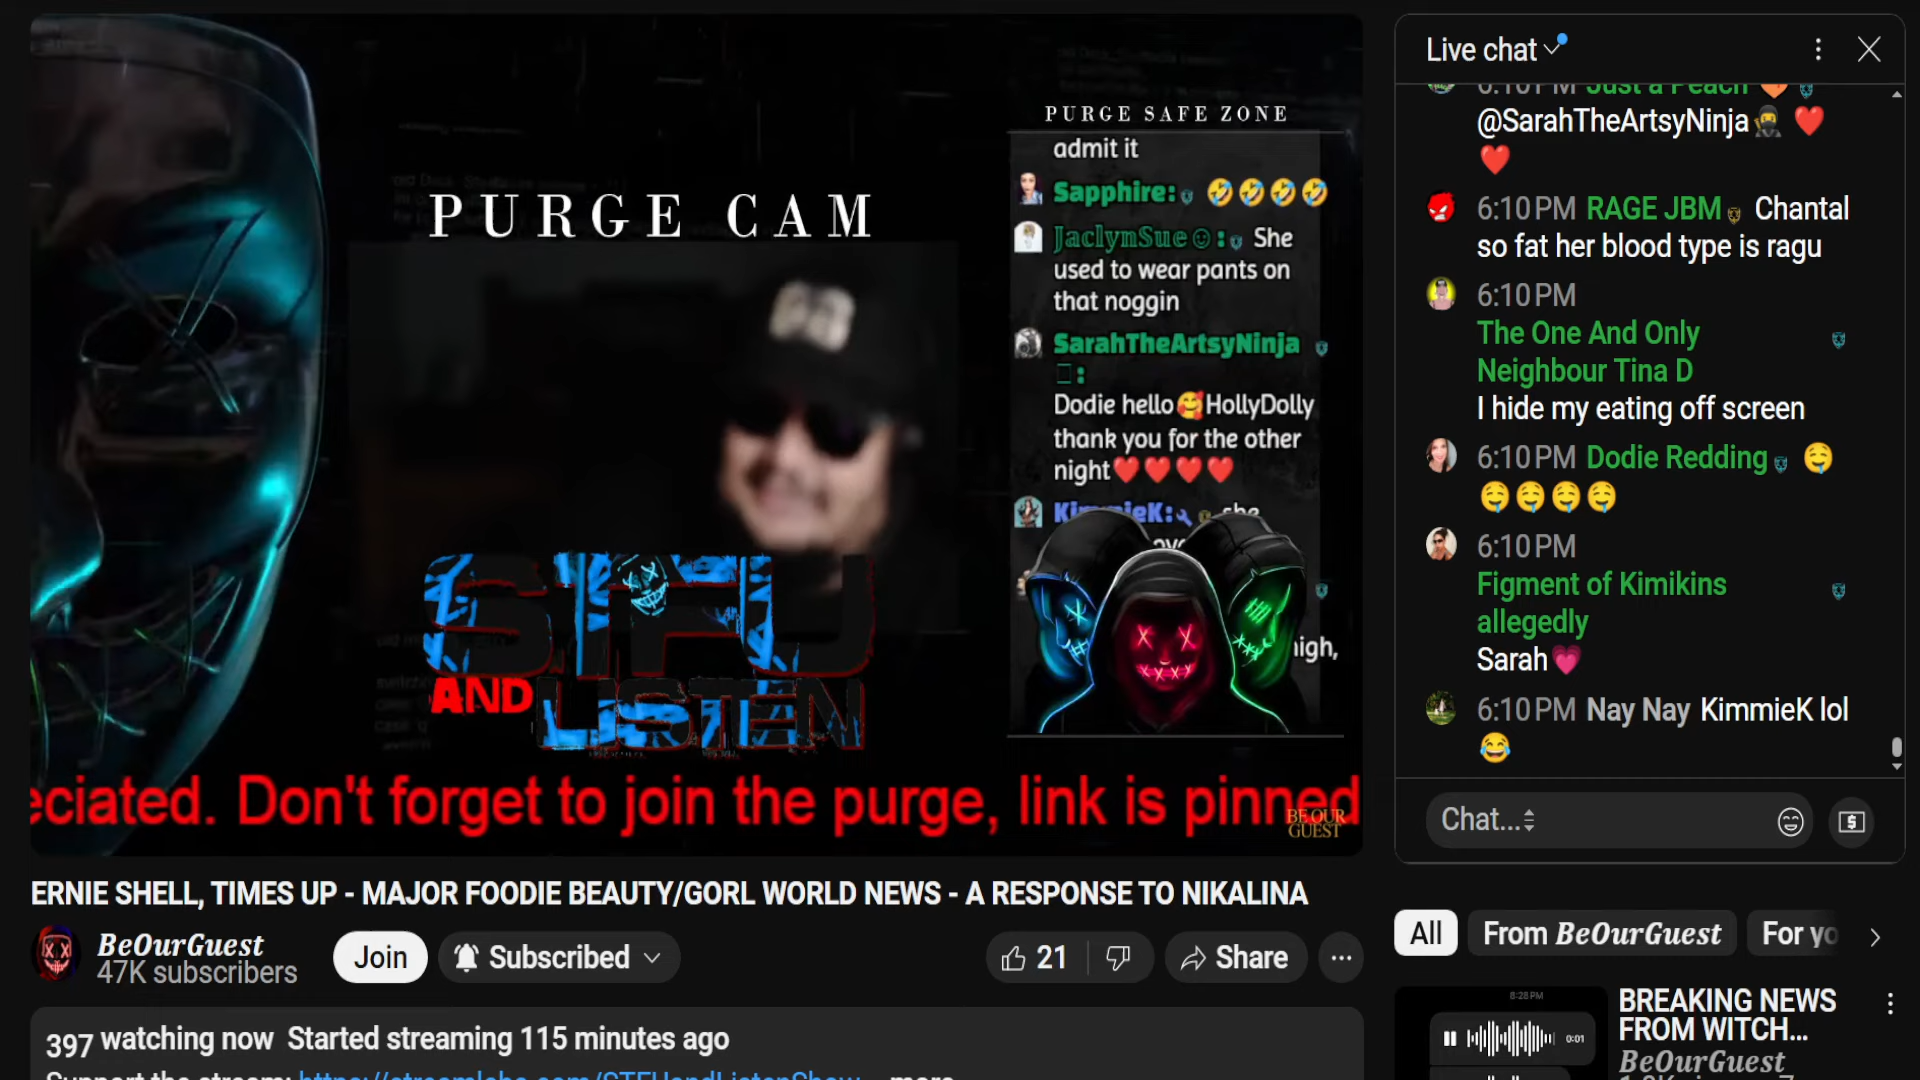 PURGE CAM
STFU
AND LISTEN
PURGE SAFE ZONE
admit it
Sapphire: 🤣🤣🤣🤣
JaclynSue☺: She
used to wear pants on
that noggin
SarahTheArtsyNinja
:
Dodie hello🥰HollyDolly
thank you for the other
night❤️❤️❤️❤️
KimmieK: she
nigh,
eciated. Don't forget to join the purge, link is pinned
BE OUR
GUEST
ERNIE SHELL, TIMES UP - MAJOR FOODIE BEAUTY/GORL WORLD NEWS - A RESPONSE TO NIKALINA
BeOurGuest
47K subscribers
Join
Subscribed
21
Share
397 watching now Started streaming 115 minutes ago
Support the stream: https://streamlabs.com/STFUandListenShow ...more
Live chat
6:10 PM Just a Peach 🧡
@SarahTheArtsyNinja🥷 ❤️
❤️
6:10 PM RAGE JBM Chantal
so fat her blood type is ragu
6:10 PM
The One And Only
Neighbour Tina D
I hide my eating off screen
6:10 PM Dodie Redding 🤤
🤤🤤🤤🤤
6:10 PM
Figment of Kimikins
allegedly
Sarah💗
6:10 PM Nay Nay KimmieK lol
😂
Chat...
All
From BeOurGuest
For yo
8:28 PM
0:01
BREAKING NEWS
FROM WITCH...
BeOurGuest